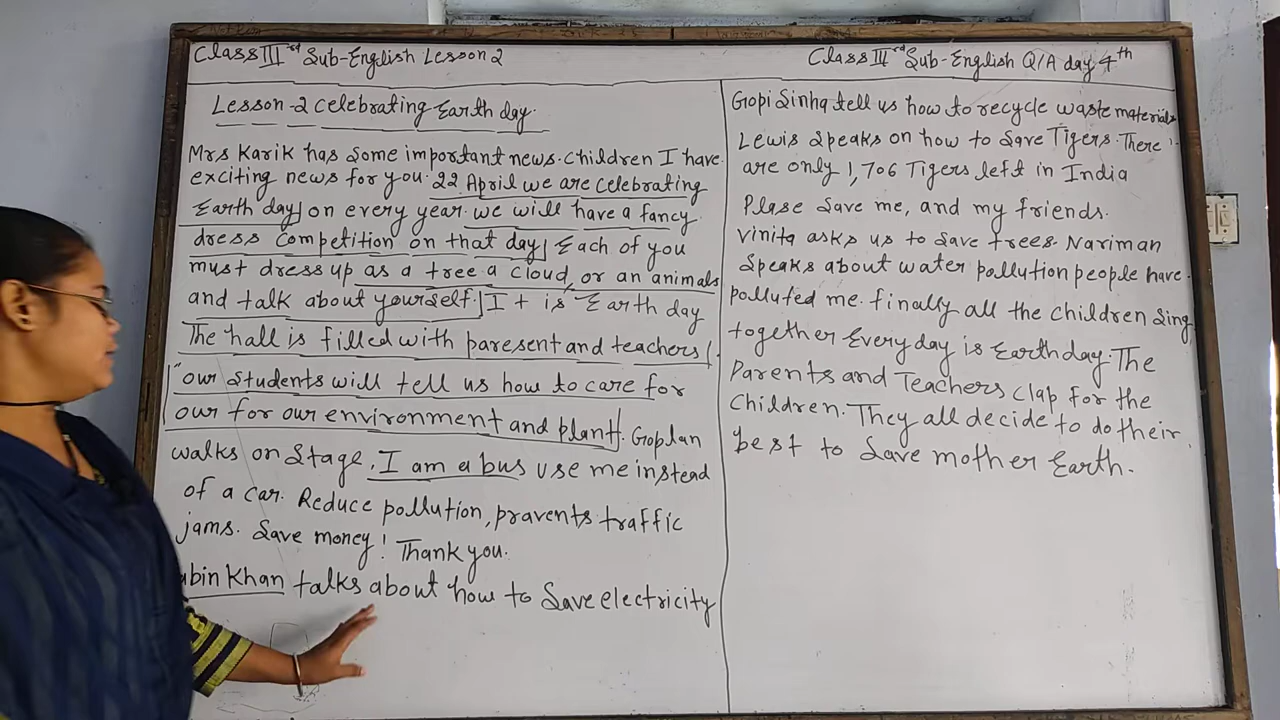 Class III rd Sub-English Lesson 2
Lesson-2 Celebrating Earth day.
Mrs Karik has some important news. Children I have
exciting news for you. 22 April we are celebrating
Earth day on every year. we will have a fancy
dress competition on that day Each of you
must dress up as a tree a cloud, or an animals
and talk about yourself. It is Earth day
The hall is filled with paresent and teachers
"our students will tell us how to care for
our for our environment and plant. Goplan
walks on Stage. I am a bus use me instead
of a car. Reduce pollution, pravents traffic
jams. Save money! Thank you.
Khan talks about how to Save electricity
Class III rd Sub-English Q/A day 4th
Gopi Sinha tell us how to recycle waste materials
Lewis Speaks on how to Save Tigers. There
are only 1,706 Tigers left in India
Plase Save me, and my friends.
Vinita asks us to Save trees. Nariman
Speaks about water pollution people have
polluted me. finally all the children Sing
together Every day is Earth day. The
Parents and Teachers clap for the
children. They all decide to do their
best to Save mother Earth.